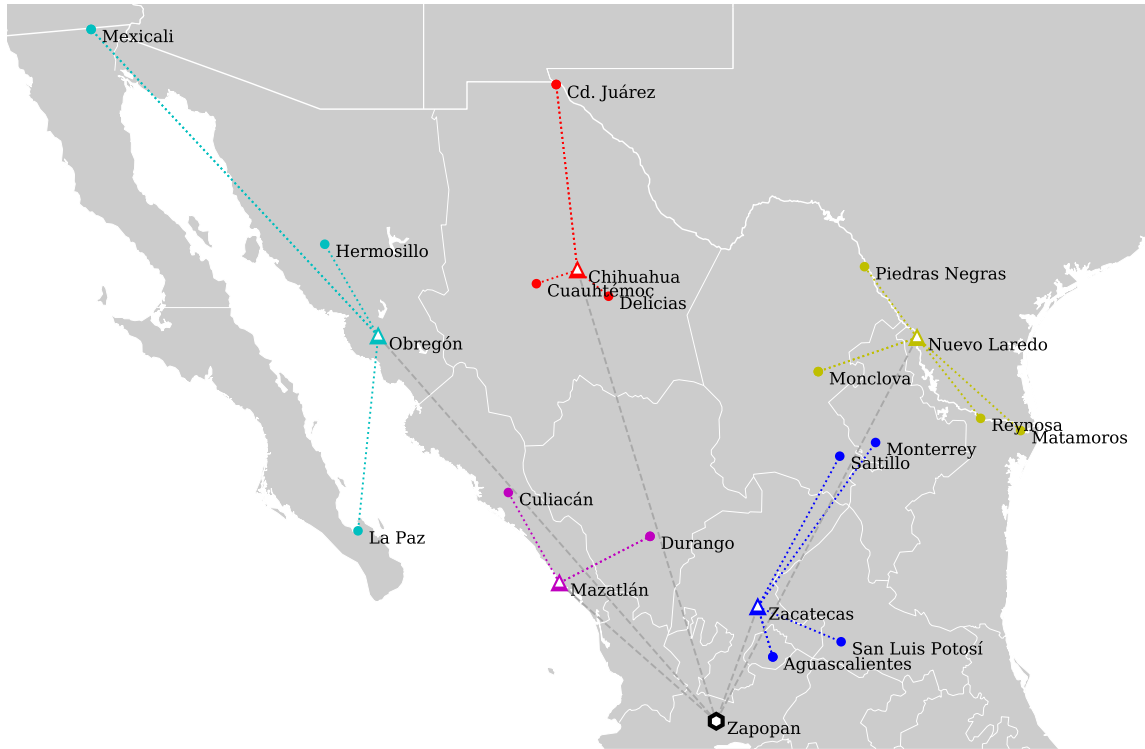 Mexicali
Cd. Juárez
Hermosillo
Piedras Negras
Chihuahua
Cuauhtémoc
Delicias
Obregón
Nuevo Laredo
Monclova
Reynosa
Matamoros
Monterrey
Saltillo
Culiacán
La Paz
Durango
Mazatlán
Zacatecas
San Luis Potosí
Aguascalientes
Zapopan